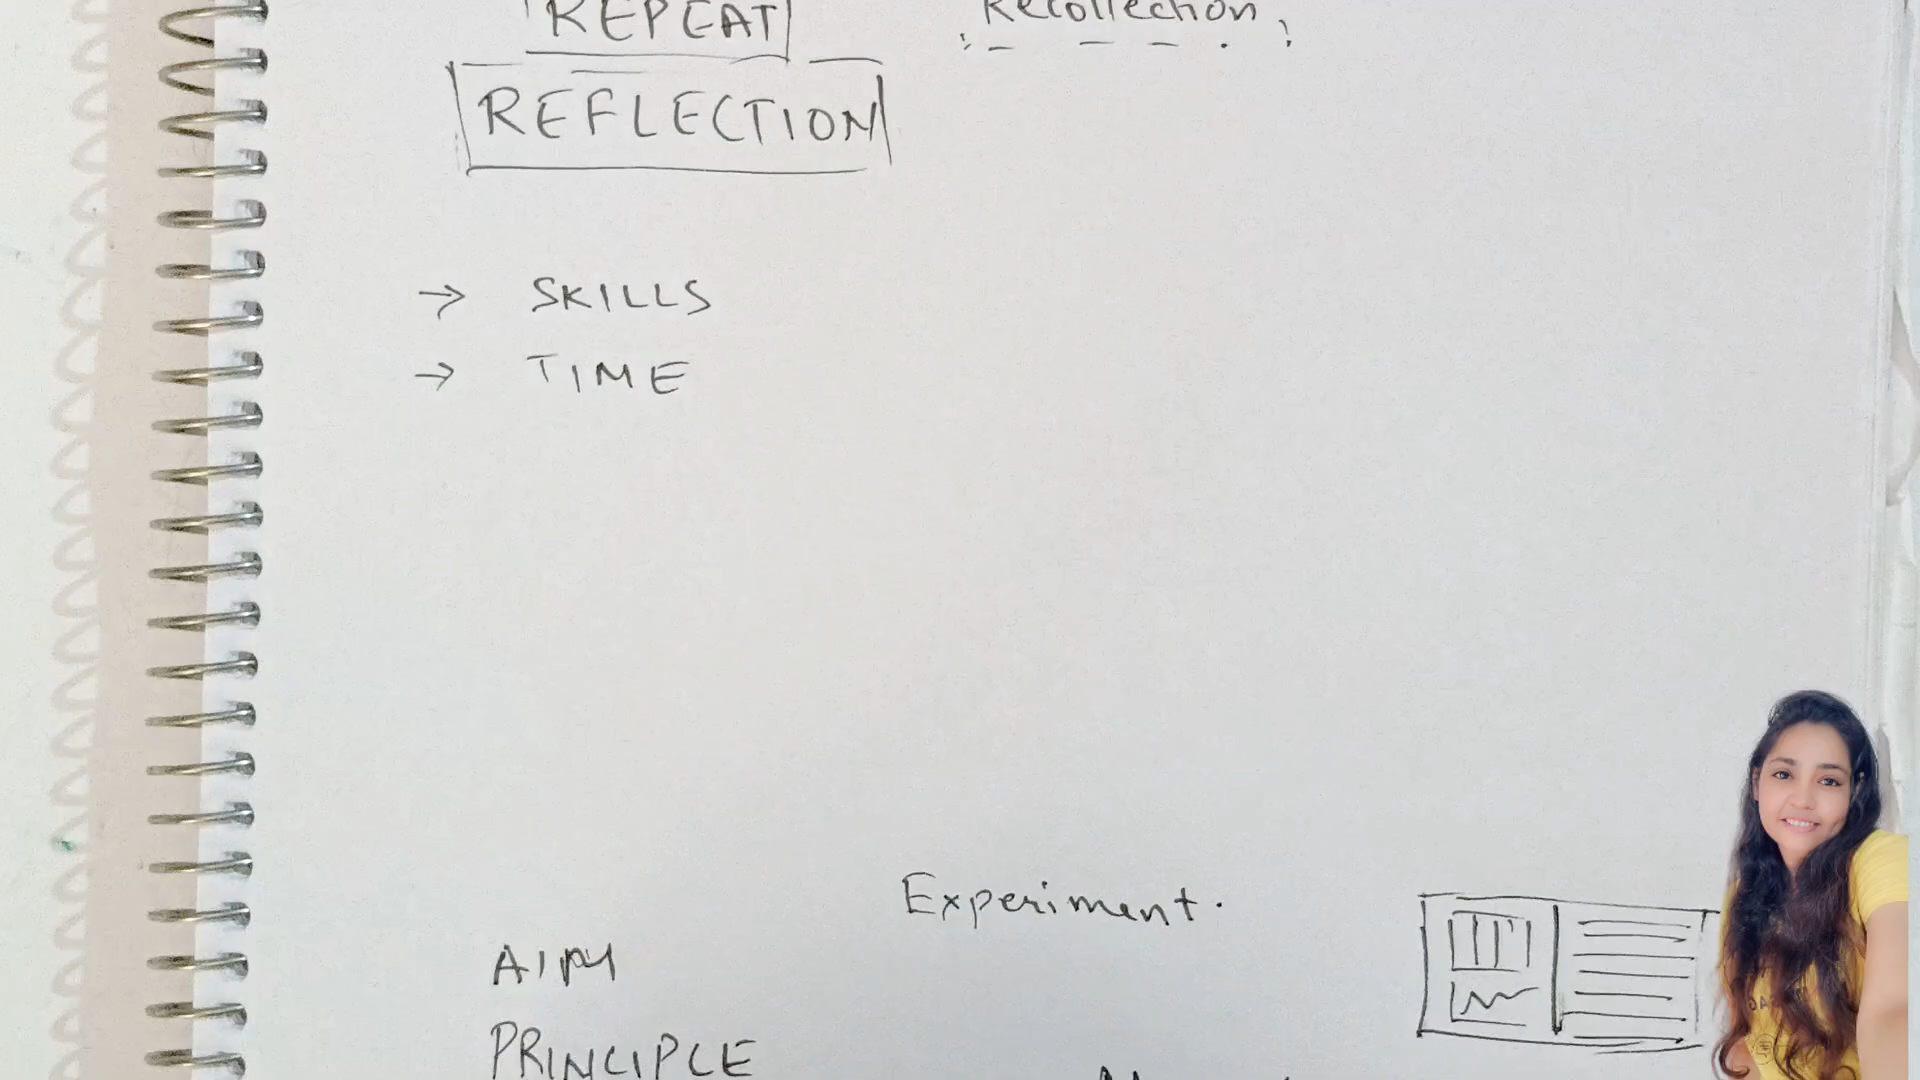 REPEAT Recollection,
REFLECTION
→ SKILLS
→ TIME
Experiment.
AIM
PRINCIPLE